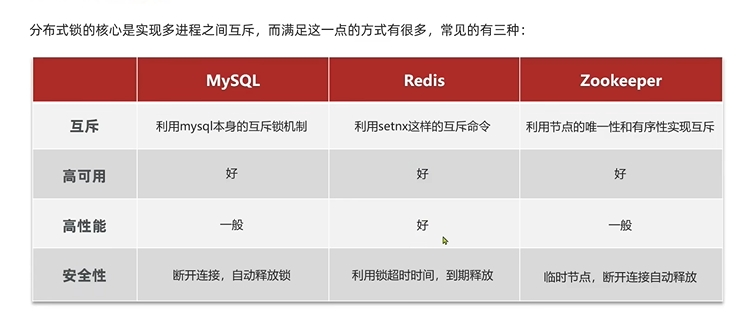 分布式锁的核心是实现多进程之间互斥，而满足这一点的方式有很多，常见的有三种：
MySQL Redis Zookeeper
互斥 利用mysql本身的互斥锁机制 利用setnx这样的互斥命令 利用节点的唯一性和有序性实现互斥
高可用 好 好 好
高性能 一般 好 一般
安全性 断开连接，自动释放锁 利用锁超时时间，到期释放 临时节点，断开连接自动释放